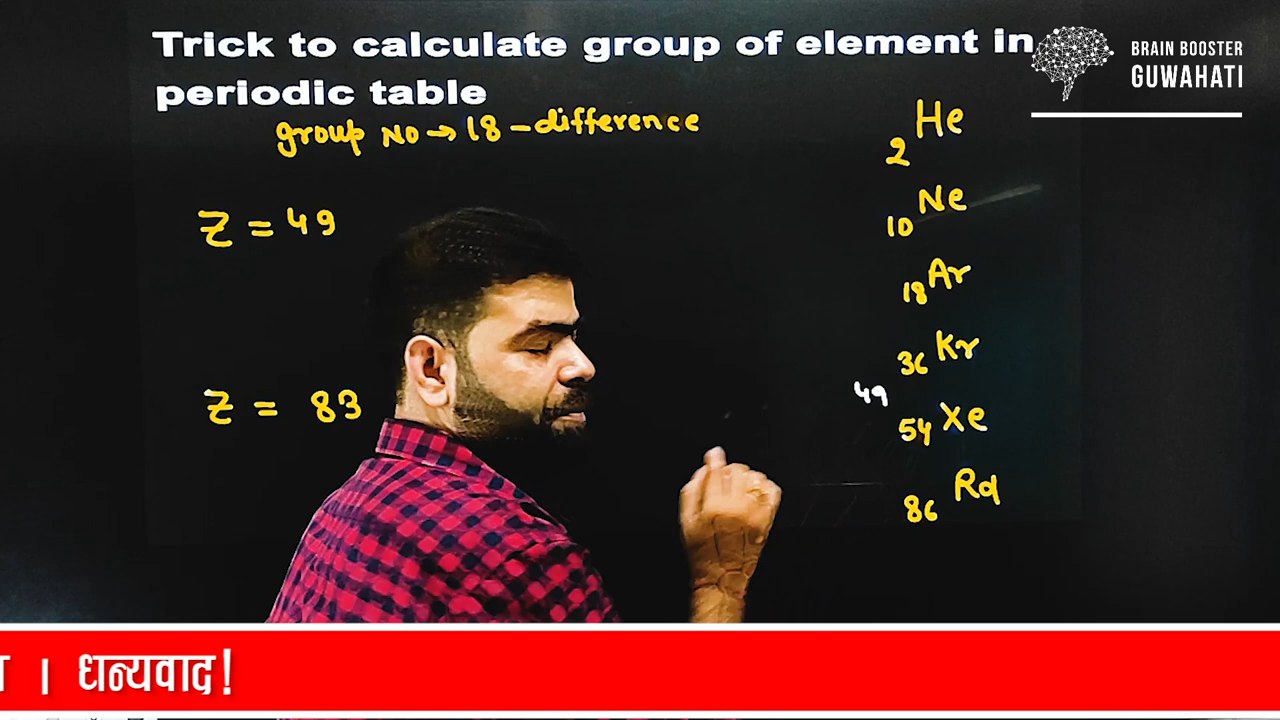 Trick to calculate group of element in
periodic table
BRAIN BOOSTER
GUWAHATI
group No → 18 - difference
Z = 49
Z = 83
2 He
10 Ne
18 Ar
36 Kr
49
54 Xe
86 Rd
। धन्यवाद!